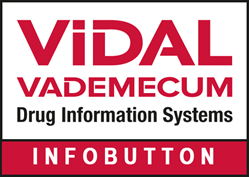 ViDAL
VADEMECUM
Drug Information Systems
INFOBUTTON